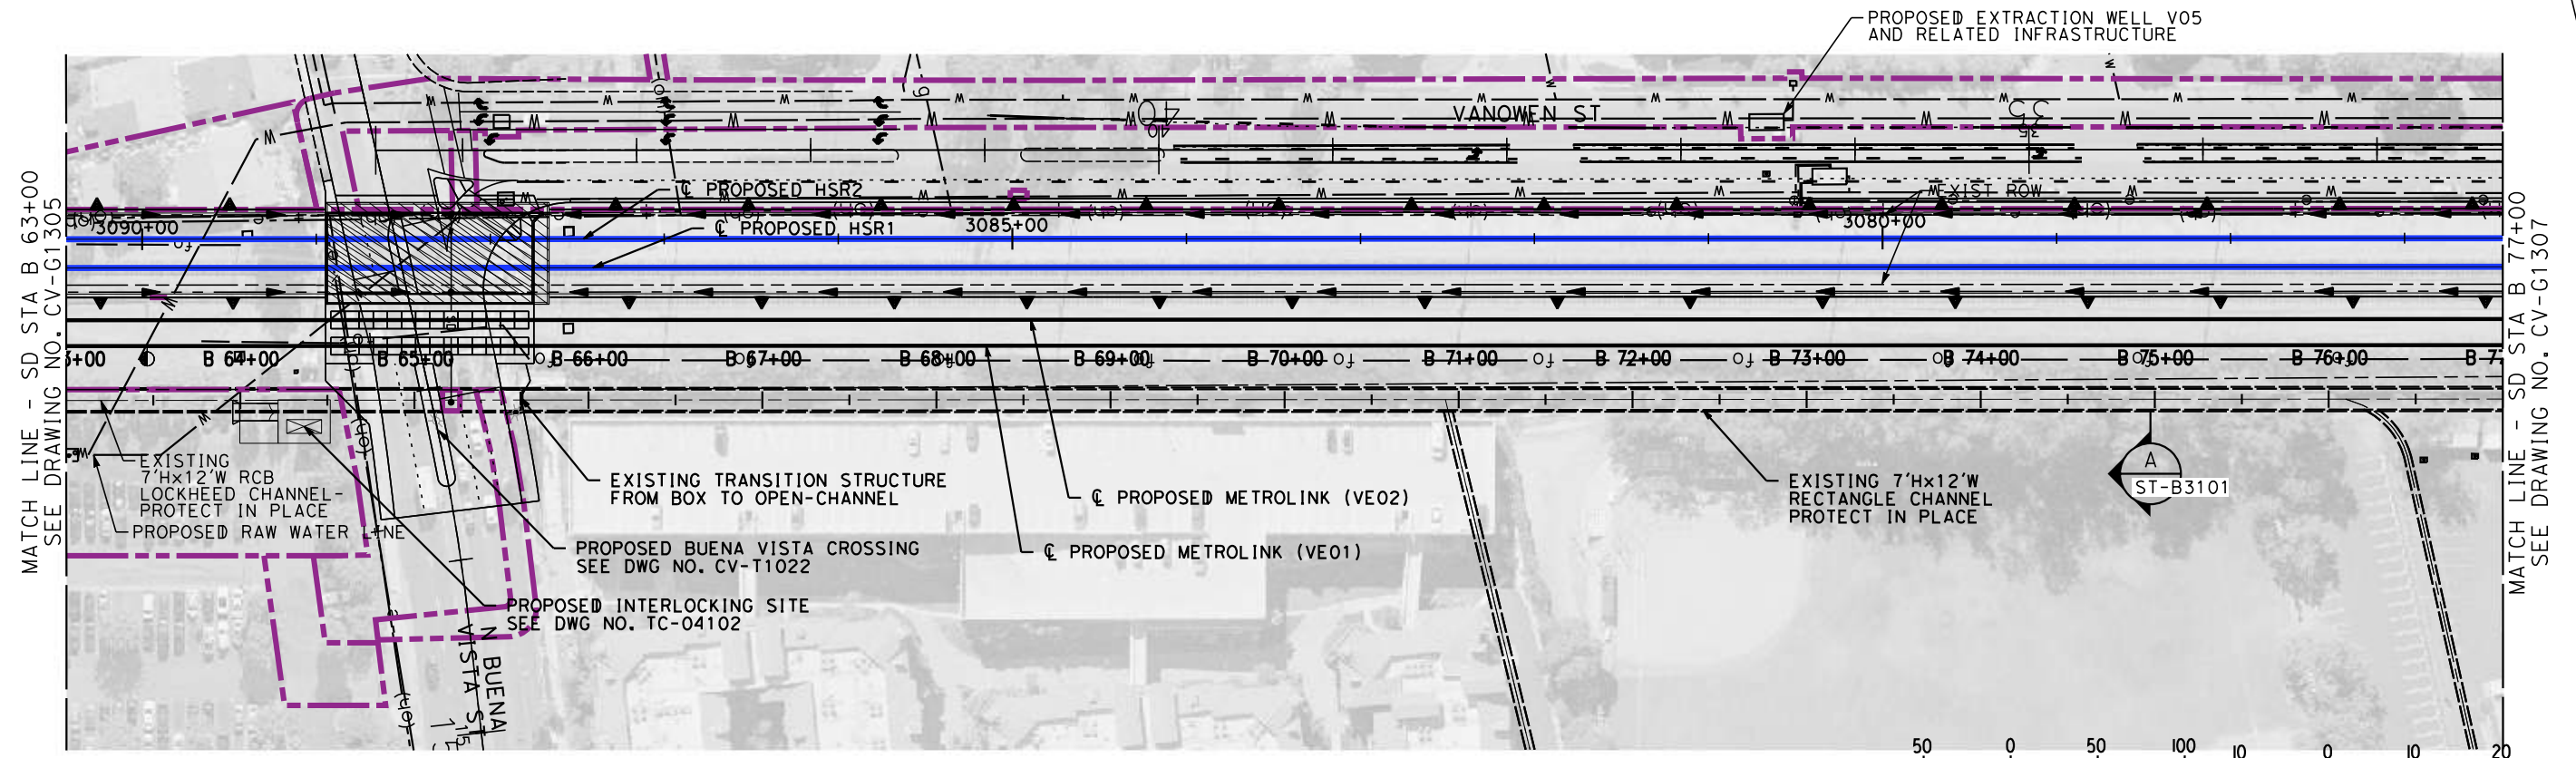 PROPOSED EXTRACTION WELL V05
AND RELATED INFRASTRUCTURE
VANOWEN ST
℄ PROPOSED HSR2
EXIST ROW
3090+00
3085+00
3080+00
℄ PROPOSED HSR1
MATCH LINE - SD STA B 63+00
SEE DRAWING NO. CV-G1305
MATCH LINE - SD STA B 77+00
SEE DRAWING NO. CV-G1307
3+00
B 64+00
B 65+00
B 66+00
B 67+00
B 68+00
B 69+00
B 70+00
B 71+00
B 72+00
B 73+00
B 74+00
B 75+00
B 76+00
B 77
EXISTING
7'Hx12'W RCB
LOCKHEED CHANNEL-
PROTECT IN PLACE
PROPOSED RAW WATER LINE
EXISTING TRANSITION STRUCTURE
FROM BOX TO OPEN-CHANNEL
℄ PROPOSED METROLINK (VE02)
EXISTING 7'Hx12'W
RECTANGLE CHANNEL
PROTECT IN PLACE
A
ST-B3101
PROPOSED BUENA VISTA CROSSING
SEE DWG NO. CV-T1022
℄ PROPOSED METROLINK (VE01)
PROPOSED INTERLOCKING SITE
SEE DWG NO. TC-04102
N BUENA
VISTA ST
50 0 50 100
10 0 10 20